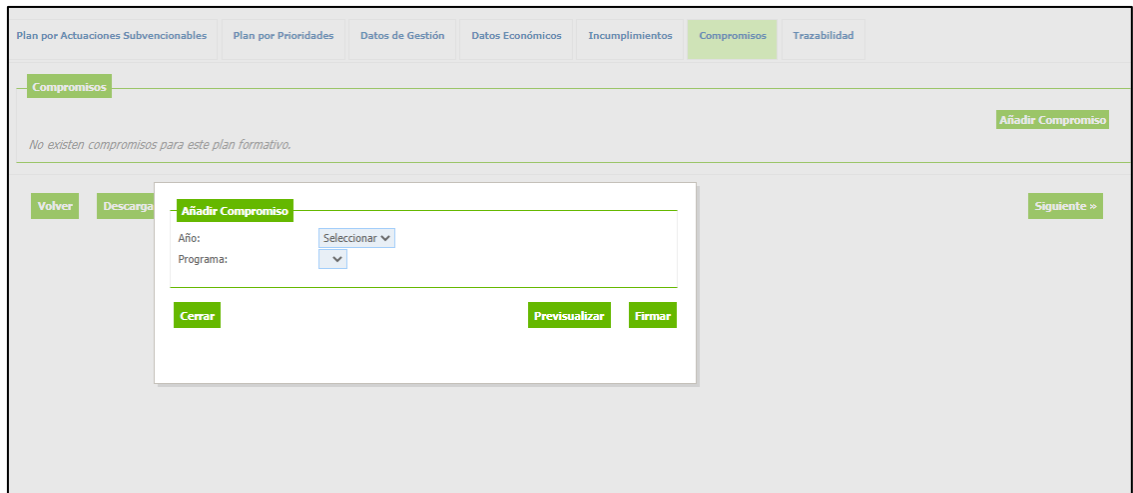 Plan por Actuaciones Subvencionables Plan por Prioridades Datos de Gestión Datos Económicos Incumplimientos Compromisos Trazabilidad
Compromisos
Añadir Compromiso
No existen compromisos para este plan formativo.
Volver Descarga Siguiente »
Añadir Compromiso
Año: Seleccionar
Programa:
Cerrar Previsualizar Firmar